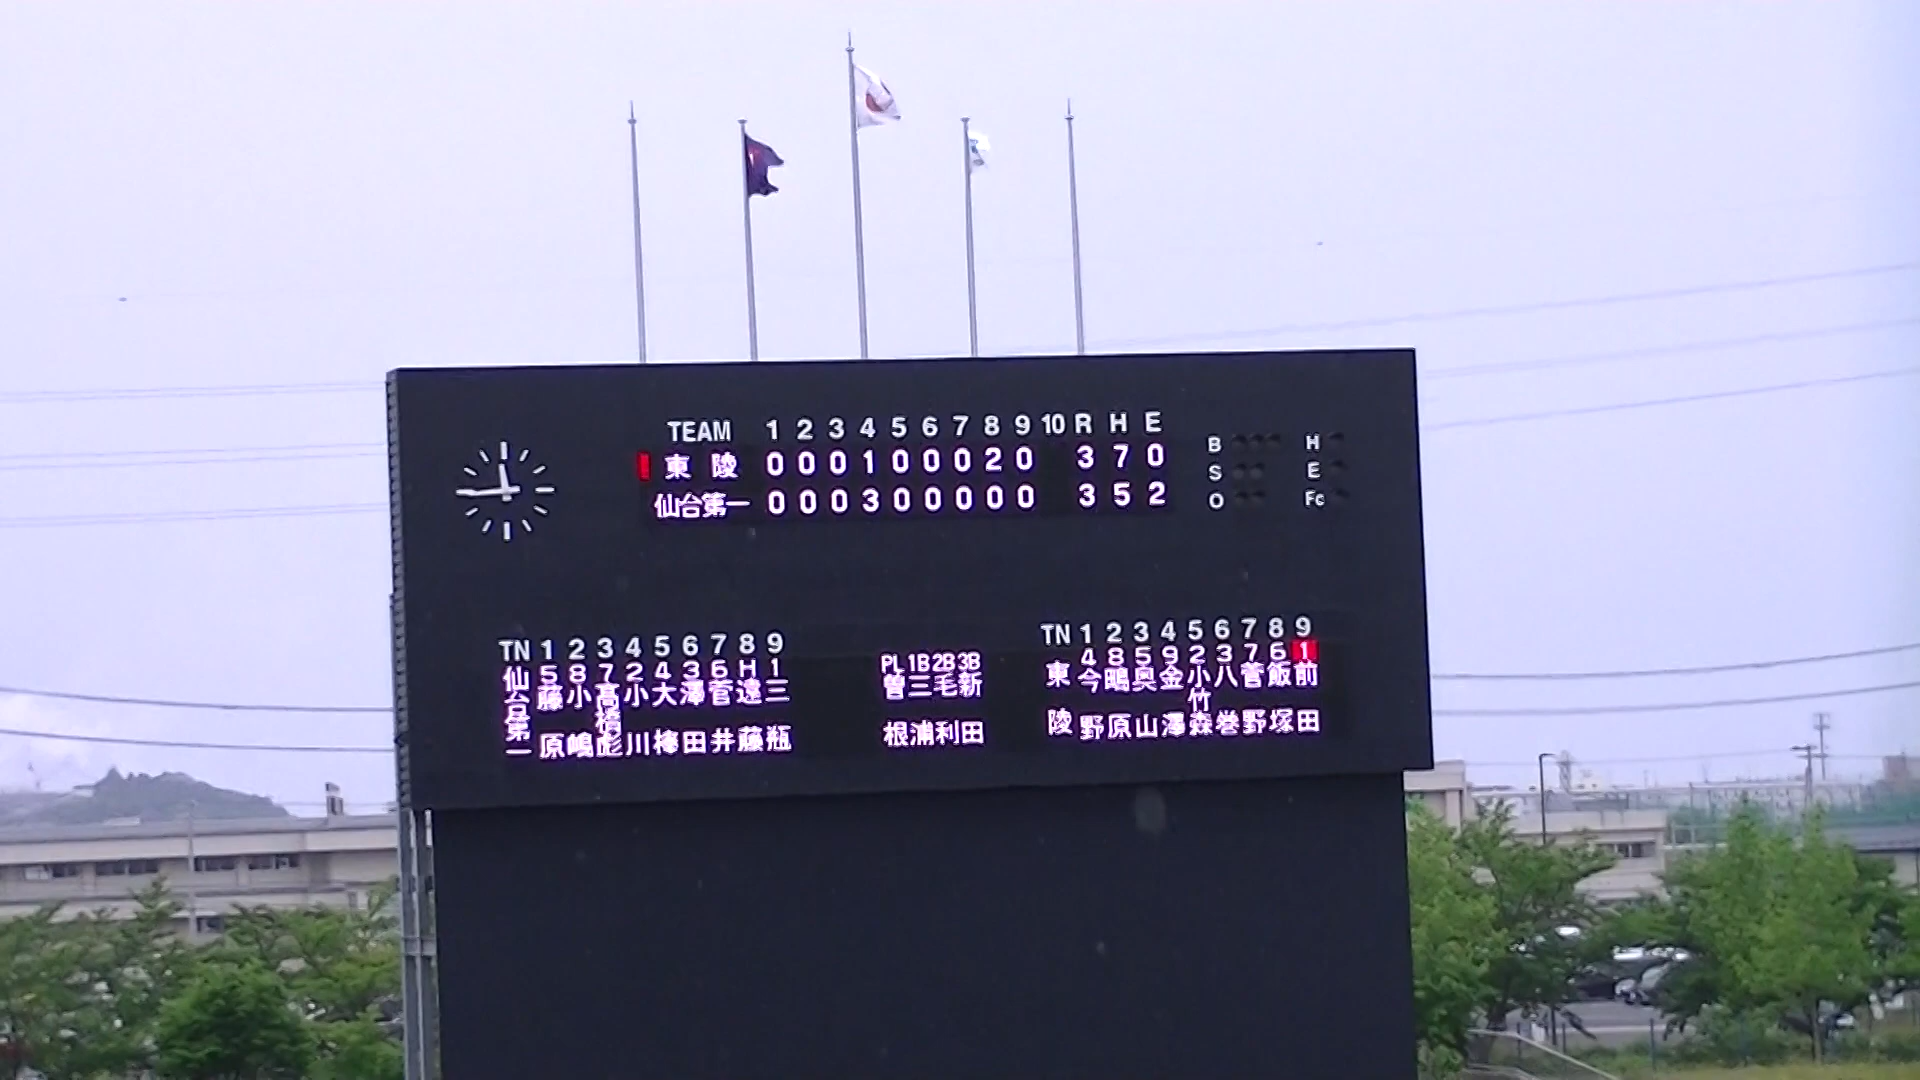 TEAM 1 2 3 4 5 6 7 8 9 10 R H E
東陵 0 0 0 1 0 0 0 2 0 3 7 0
仙台第一 0 0 0 3 0 0 0 0 0 3 5 2
B H
S E
O Fc
TN 1 2 3 4 5 6 7 8 9
5 8 7 2 4 3 6 H 1
仙台第一
藤原
小嶋
髙橋彪
小川
大
澤田
菅井
遠藤
三瓶
PL 1B 2B 3B
曽根
三浦
毛利
新田
TN 1 2 3 4 5 6 7 8 9
4 8 5 9 2 3 7 6 1
東陵
今野
鴫原
奥山
金澤
小竹森
八巻
菅野
飯塚
前田